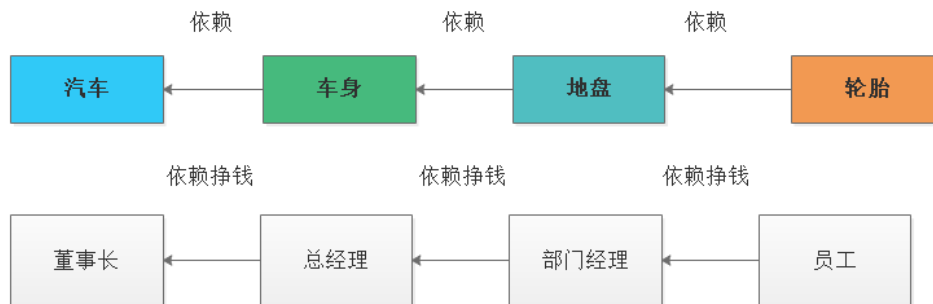 依赖 依赖 依赖
汽车 车身 地盘 轮胎
依赖挣钱 依赖挣钱 依赖挣钱
董事长 总经理 部门经理 员工